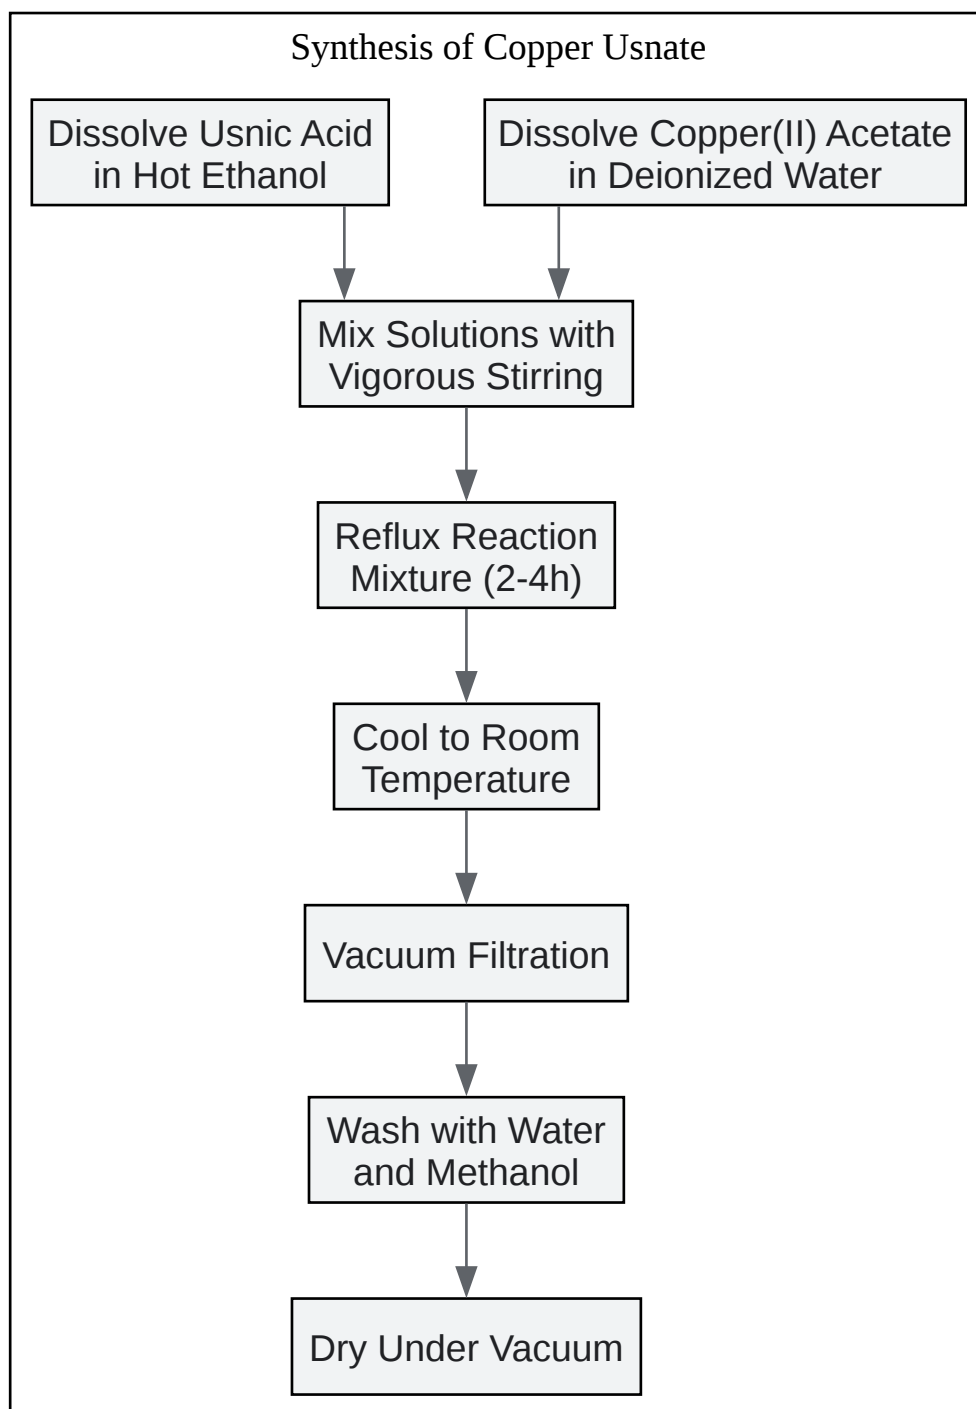 Synthesis of Copper Usnate
Dissolve Usnic Acid
in Hot Ethanol
Dissolve Copper(II) Acetate
in Deionized Water
Mix Solutions with
Vigorous Stirring
Reflux Reaction
Mixture (2-4h)
Cool to Room
Temperature
Vacuum Filtration
Wash with Water
and Methanol
Dry Under Vacuum